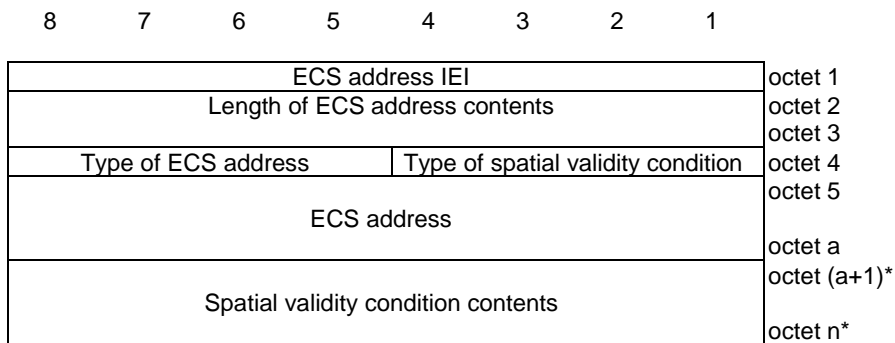 8 7 6 5 4 3 2 1
ECS address IEI octet 1
Length of ECS address contents octet 2
octet 3
Type of ECS address Type of spatial validity condition octet 4
octet 5
ECS address
octet a
octet (a+1)*
Spatial validity condition contents
octet n*